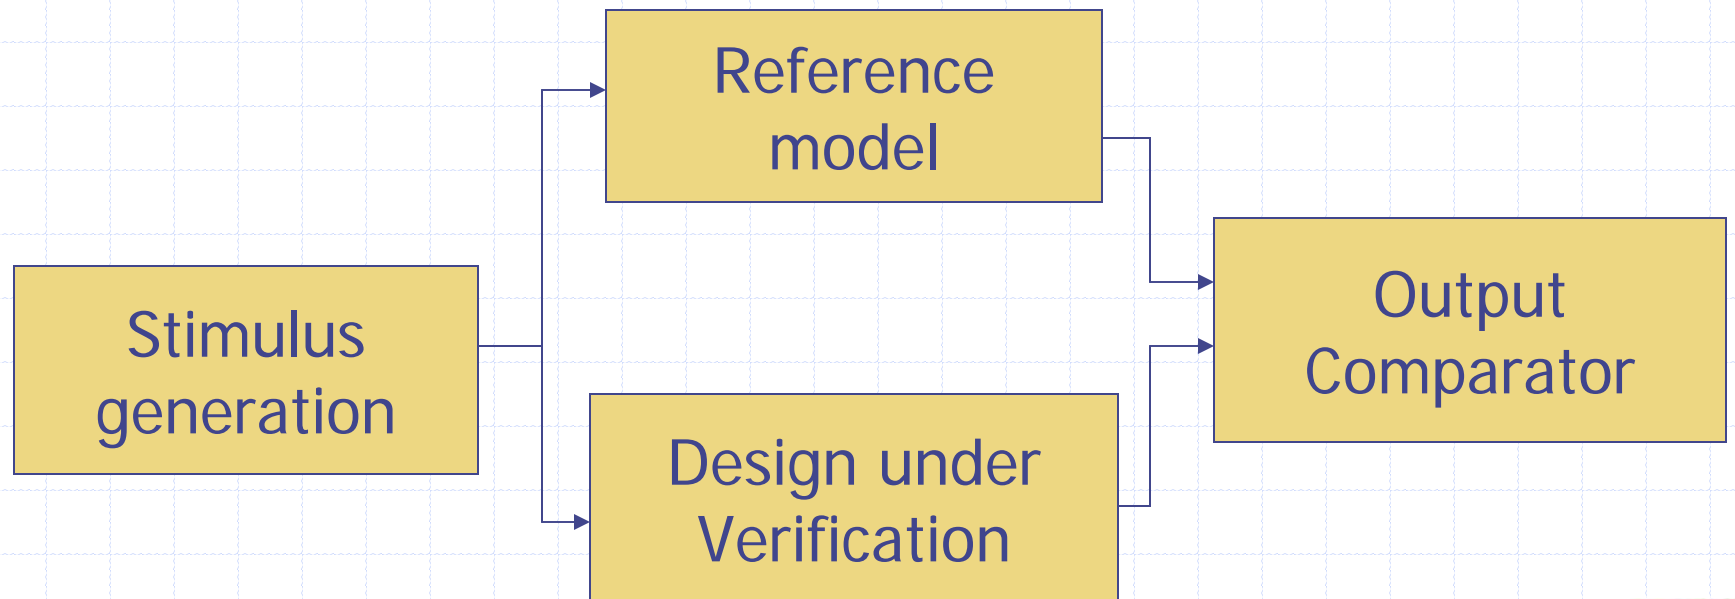 Reference
model
Stimulus
generation
Output
Comparator
Design under
Verification